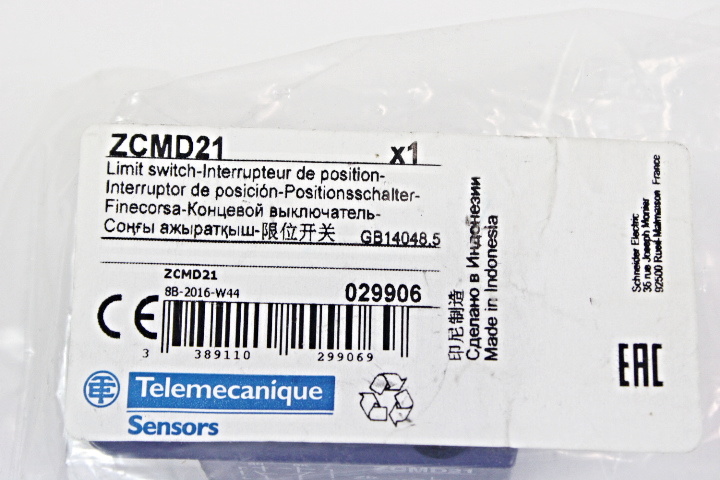 ZCMD21 x1
Limit switch-Interrupteur de position-
Interruptor de posición-Positionsschalter-
Finecorsa-Концевой выключатель-
Соңғы ажыратқыш-限位开关 GB14048.5
ZCMD21
8B-2016-W44 029906
CE
3 389110 299069
Telemecanique
Sensors
印尼制造
Сделано в Индонезии
Made in Indonesia
Schneider Electric
36 rue Joseph Monier
92500 Rueil-Malmaison France
EAC
ZCMD21